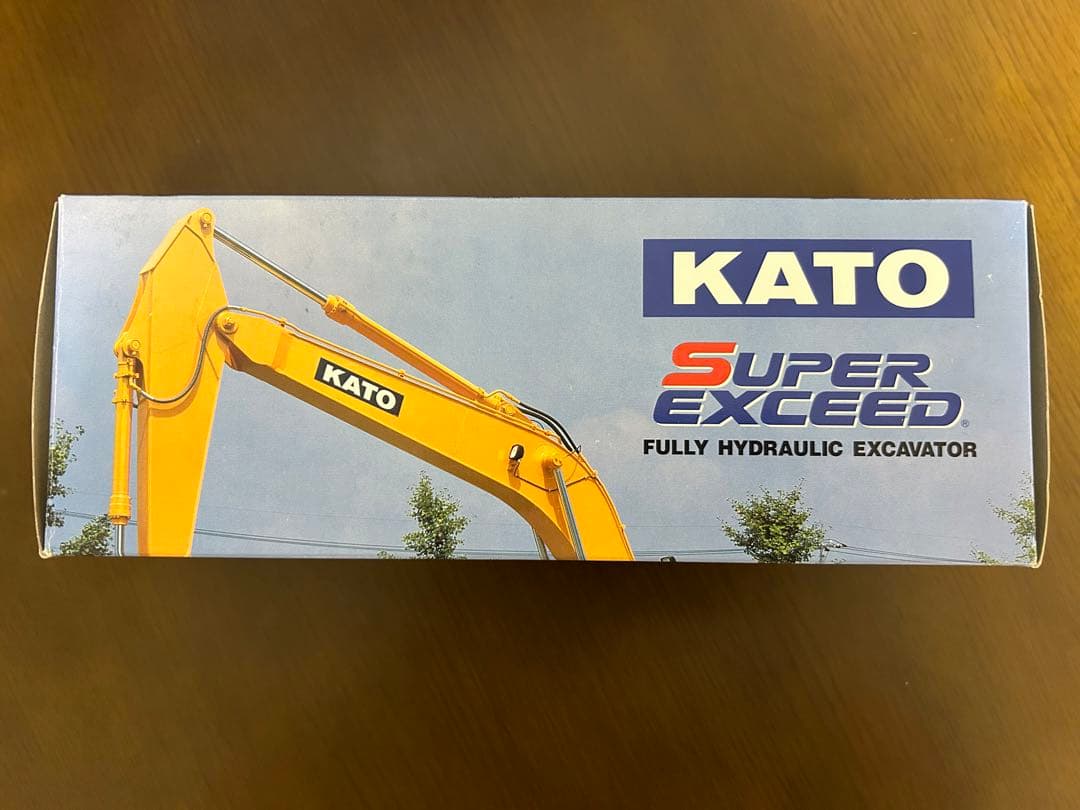 KATO
KATO
SUPER
EXCEED®
FULLY HYDRAULIC EXCAVATOR